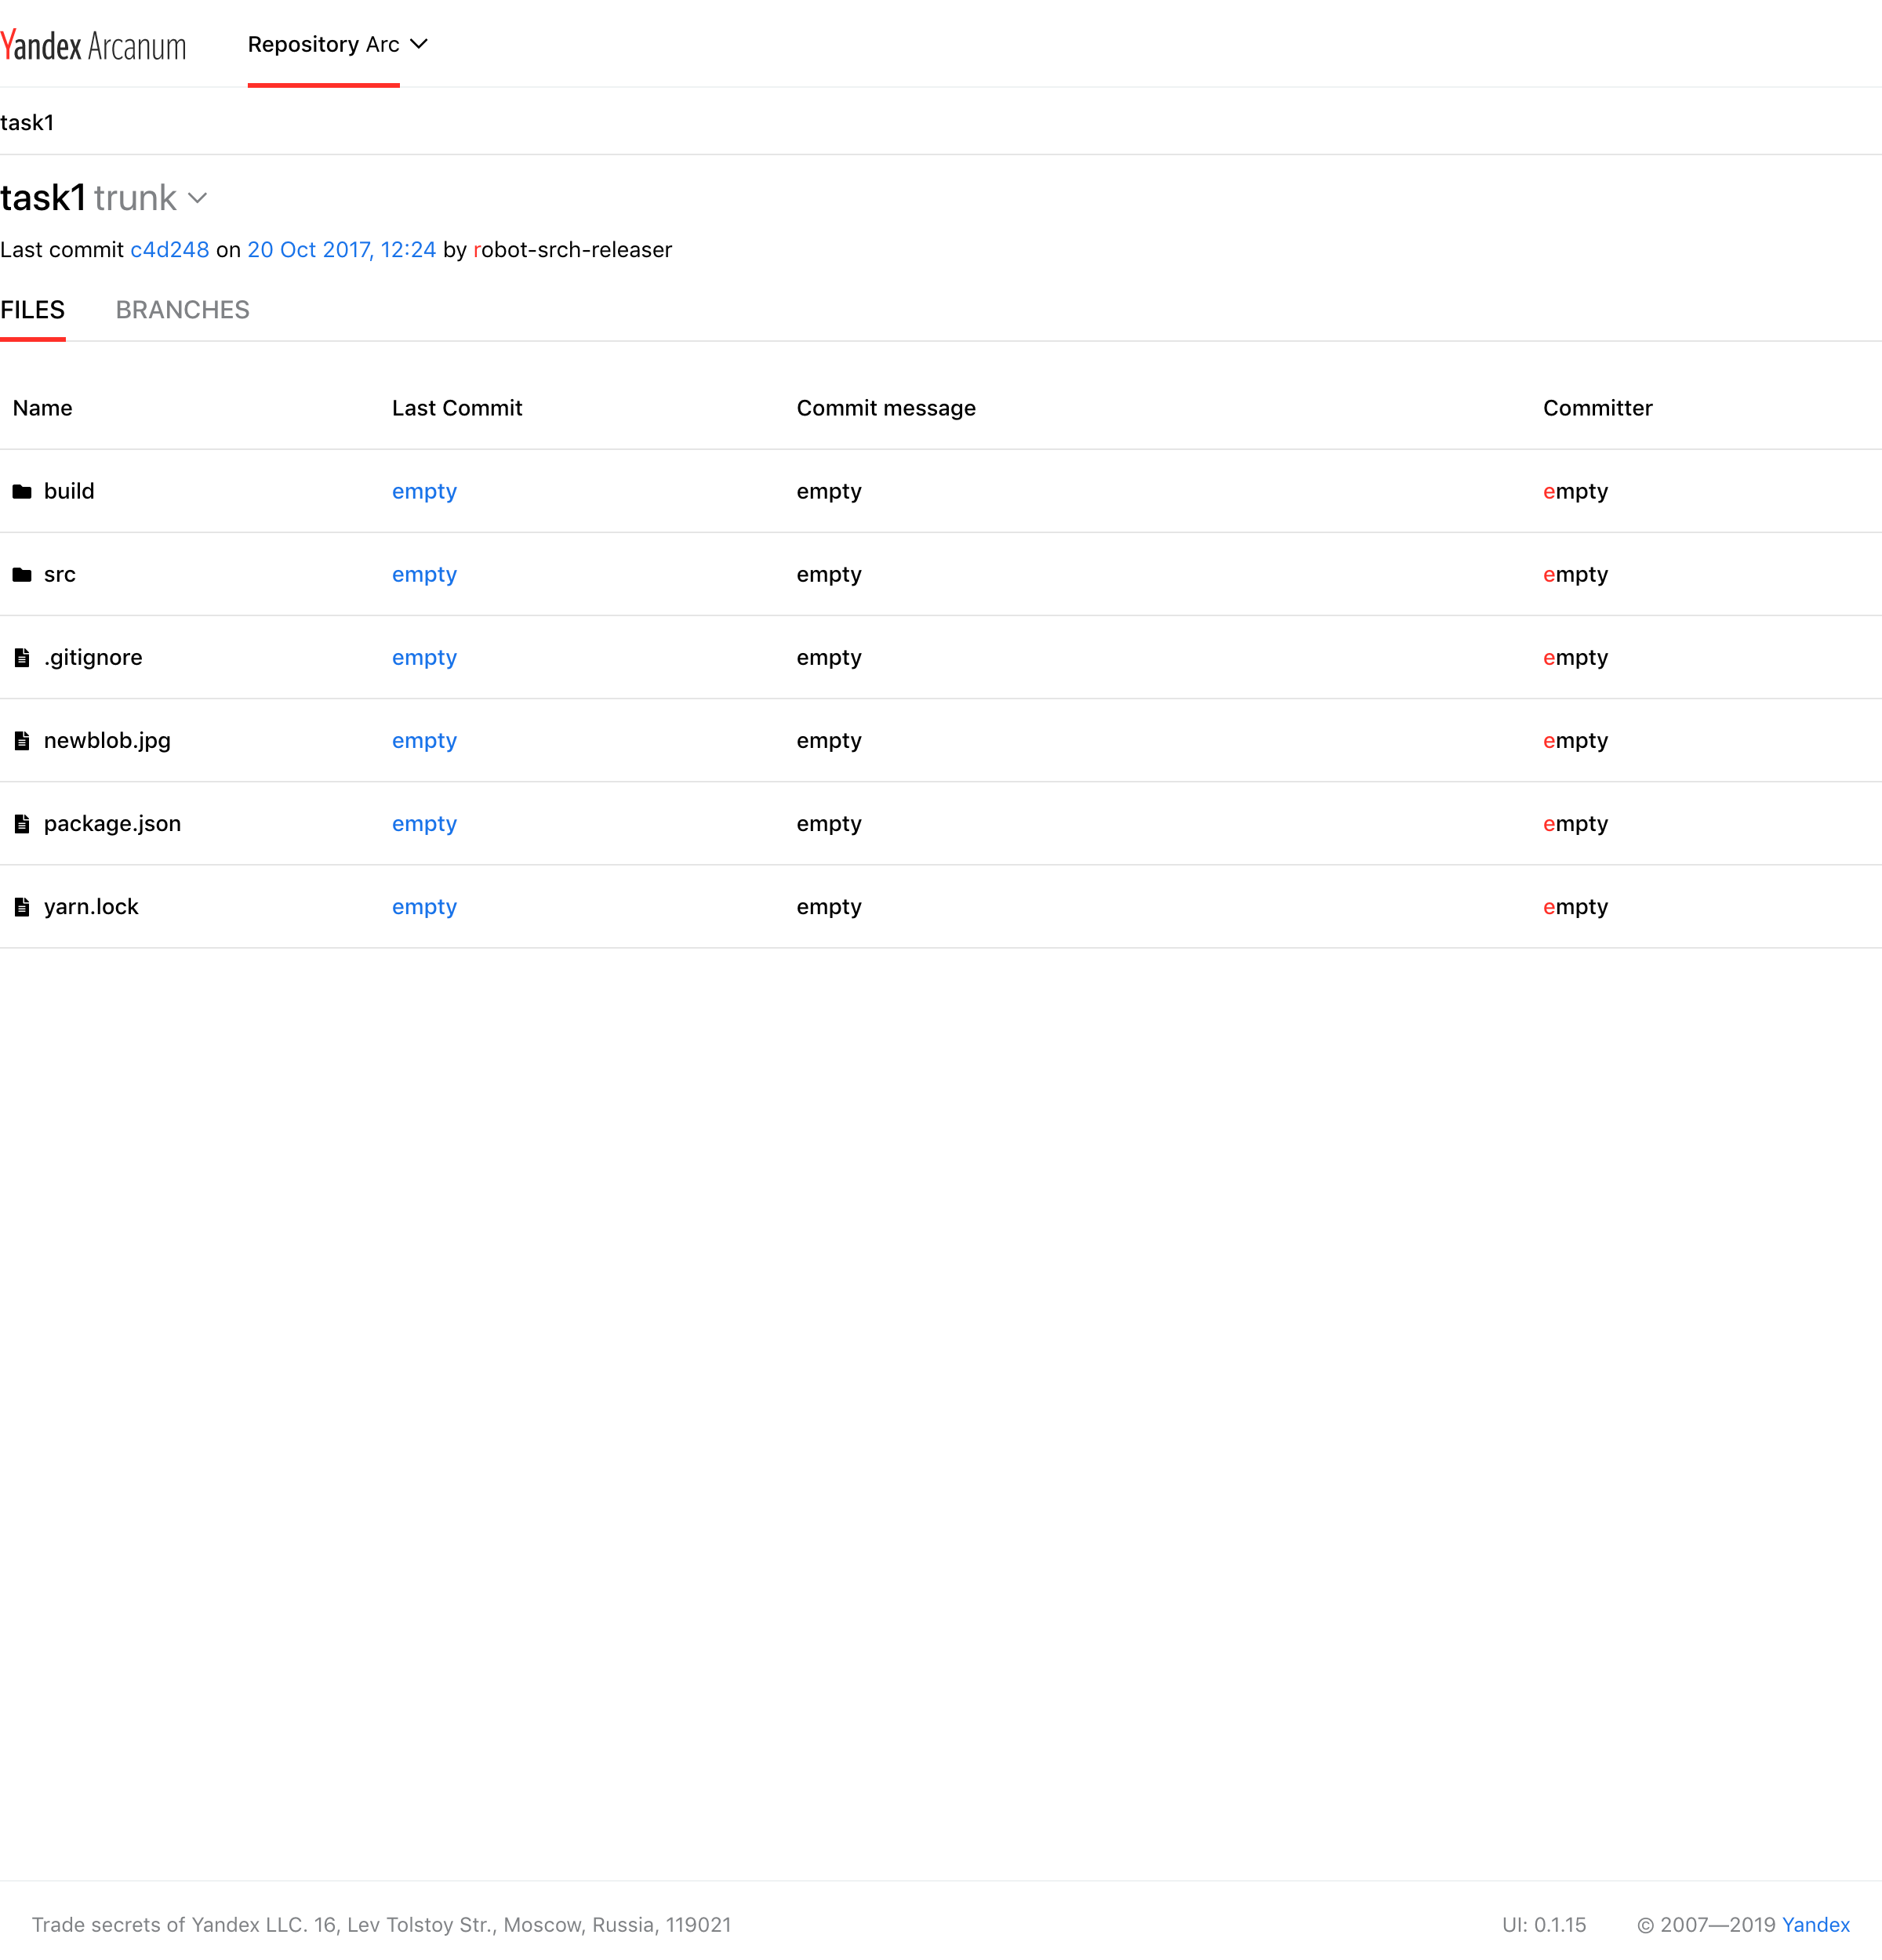 Yandex Arcanum Repository Arc
task1
task1 trunk
Last commit c4d248 on 20 Oct 2017, 12:24 by robot-srch-releaser
FILES BRANCHES
Name Last Commit Commit message Committer
build empty empty empty
src empty empty empty
.gitignore empty empty empty
newblob.jpg empty empty empty
package.json empty empty empty
yarn.lock empty empty empty
Trade secrets of Yandex LLC. 16, Lev Tolstoy Str., Moscow, Russia, 119021 UI: 0.1.15 © 2007—2019 Yandex